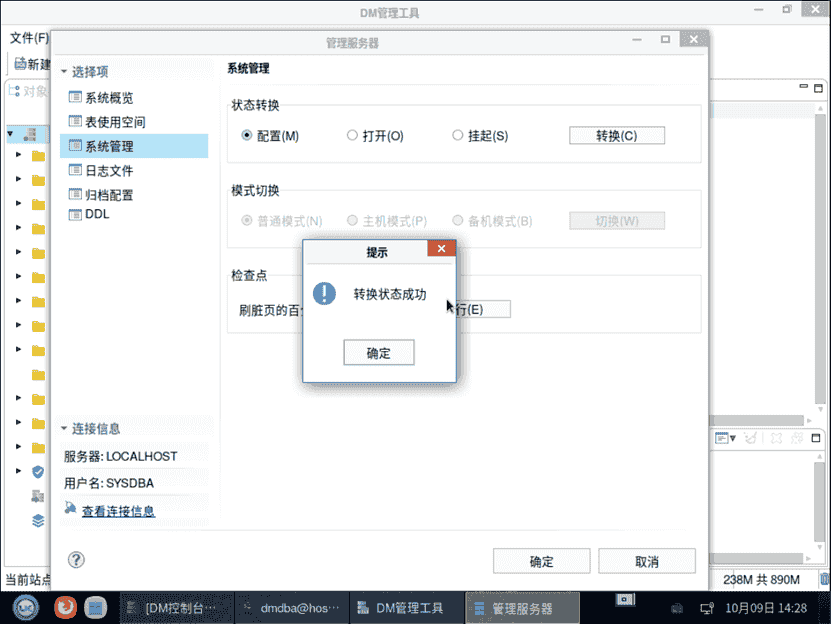 DM管理工具
文件(F)
管理服务器
新建
对象
选择项
系统概览
表使用空间
系统管理
日志文件
归档配置
DDL
系统管理
状态转换
配置(M) 打开(O) 挂起(S) 转换(C)
模式切换
普通模式(N) 主机模式(P) 备机模式(B) 切换(W)
检查点
刷脏页的百 行(E)
提示
转换状态成功
确定
连接信息
服务器: LOCALHOST
用户名: SYSDBA
查看连接信息
确定 取消
当前站点 238M 共 890M
[DM控制台… dmdba@hos… DM管理工具 管理服务器 10月09日 14:28